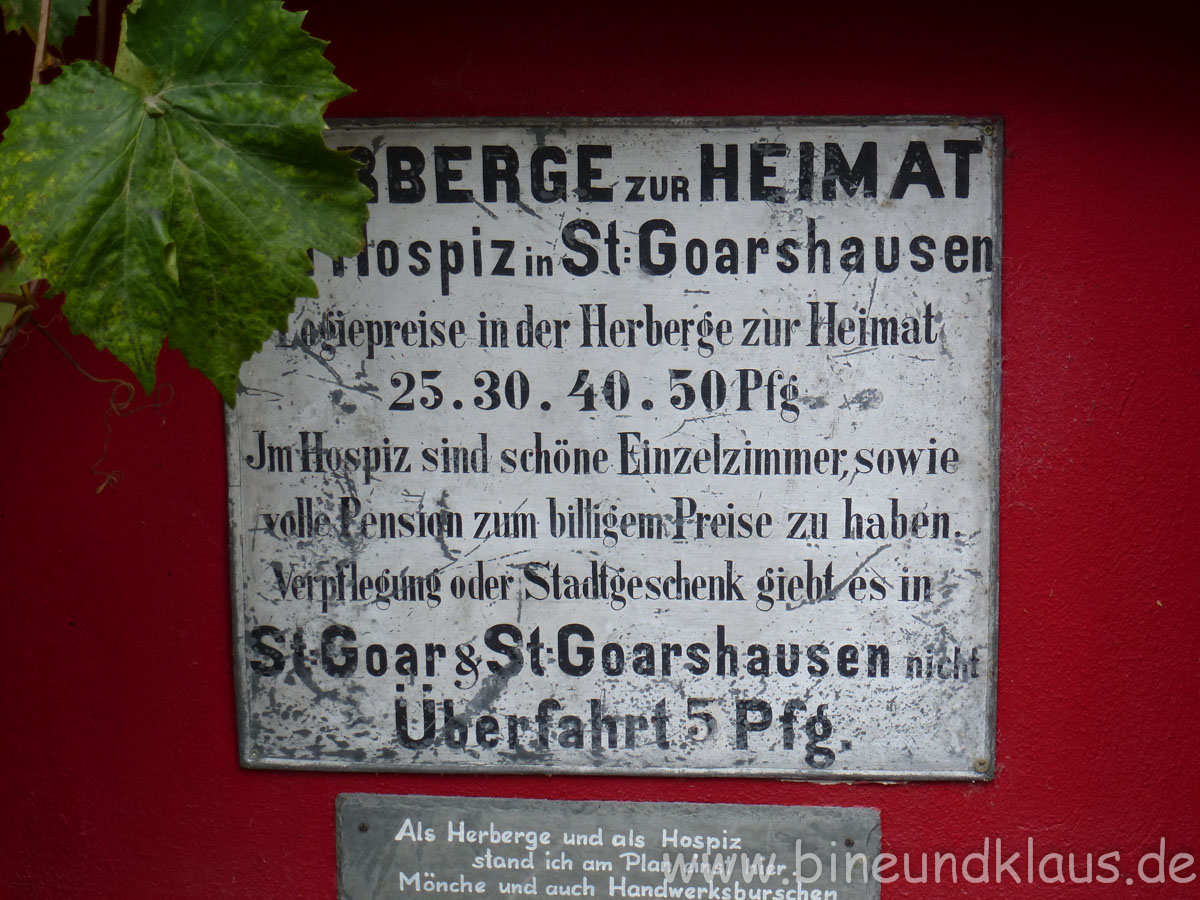 RBERGE ZUR HEIMAT
Hospiz in St: Goarshausen
Logiepreise in der Herberge zur Heimat
25. 30. 40. 50 Pfg
Jm Hospiz sind schöne Einzelzimmer, sowie
volle Pension zum billigem Preise zu haben.
Verpflegung oder Stadtgeschenk giebt es in
St: Goar & St: Goarshausen nicht
Überfahrt 5 Pfg.
Als Herberge und als Hospiz
stand ich am Plan einst hier.
Mönche und auch Handwerksburschen
www.bineundklaus.de